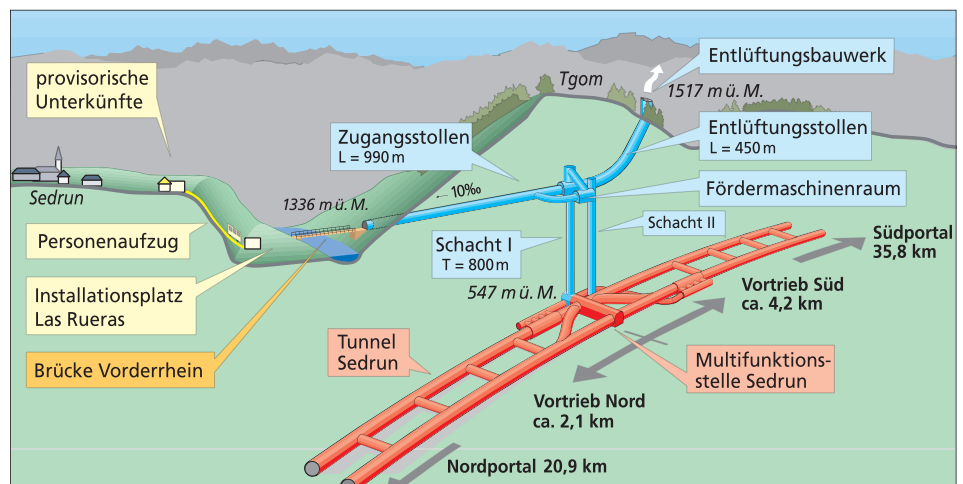 provisorische
Unterkünfte
Sedrun
Personenaufzug
Installationsplatz
Las Rueras
Brücke Vorderrhein
1336 m ü. M.
Zugangsstollen
L = 990 m
← 10‰
Tgom
Entlüftungsbauwerk
1517 m ü. M.
Entlüftungsstollen
L = 450 m
Fördermaschinenraum
Schacht II
Schacht I
T = 800 m
547 m ü. M.
Südportal
35,8 km
Vortrieb Süd
ca. 4,2 km
Tunnel
Sedrun
Multifunktions-
stelle Sedrun
Vortrieb Nord
ca. 2,1 km
Nordportal 20,9 km